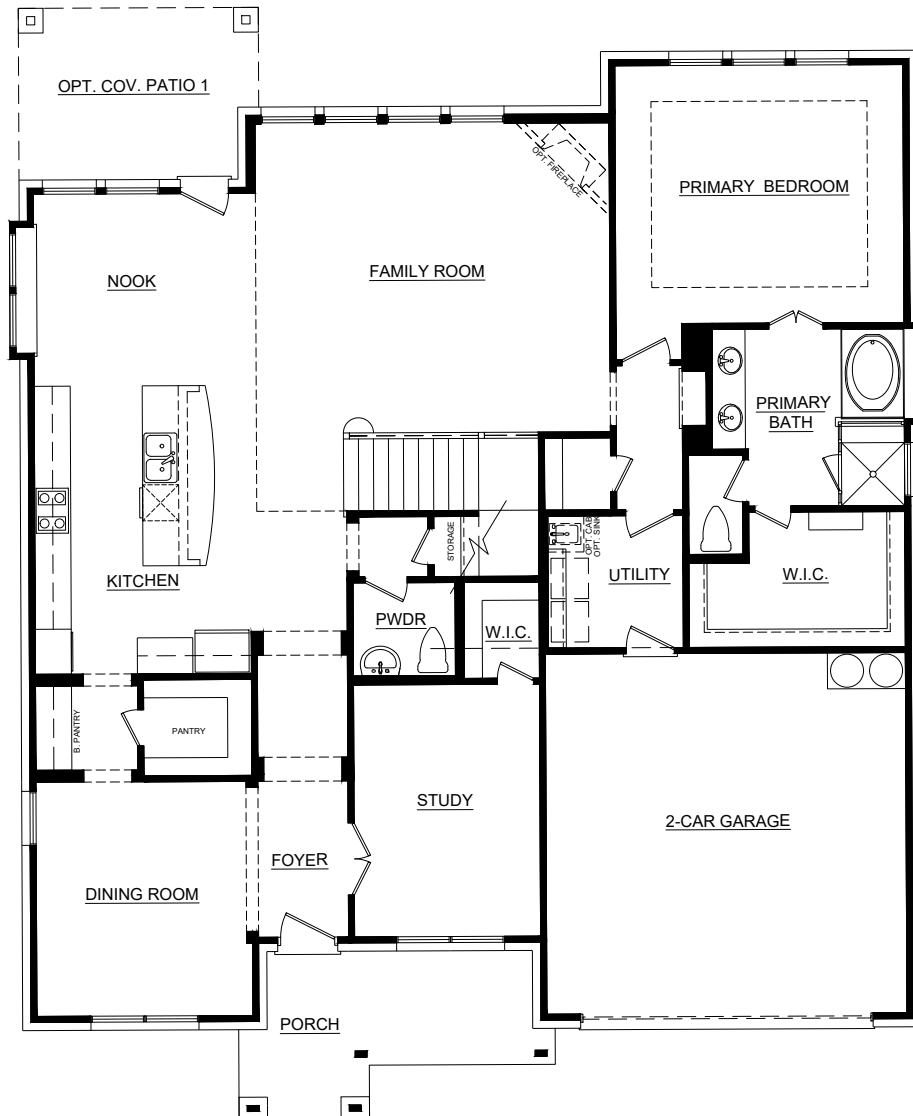 OPT. COV. PATIO 1
OPT. FIREPLACE
PRIMARY BEDROOM
NOOK
FAMILY ROOM
PRIMARY
BATH
STORAGE
OPT. CAB
OPT. SINK
KITCHEN
UTILITY
W.I.C.
PWDR
W.I.C.
B. PANTRY
PANTRY
STUDY
2-CAR GARAGE
FOYER
DINING ROOM
PORCH